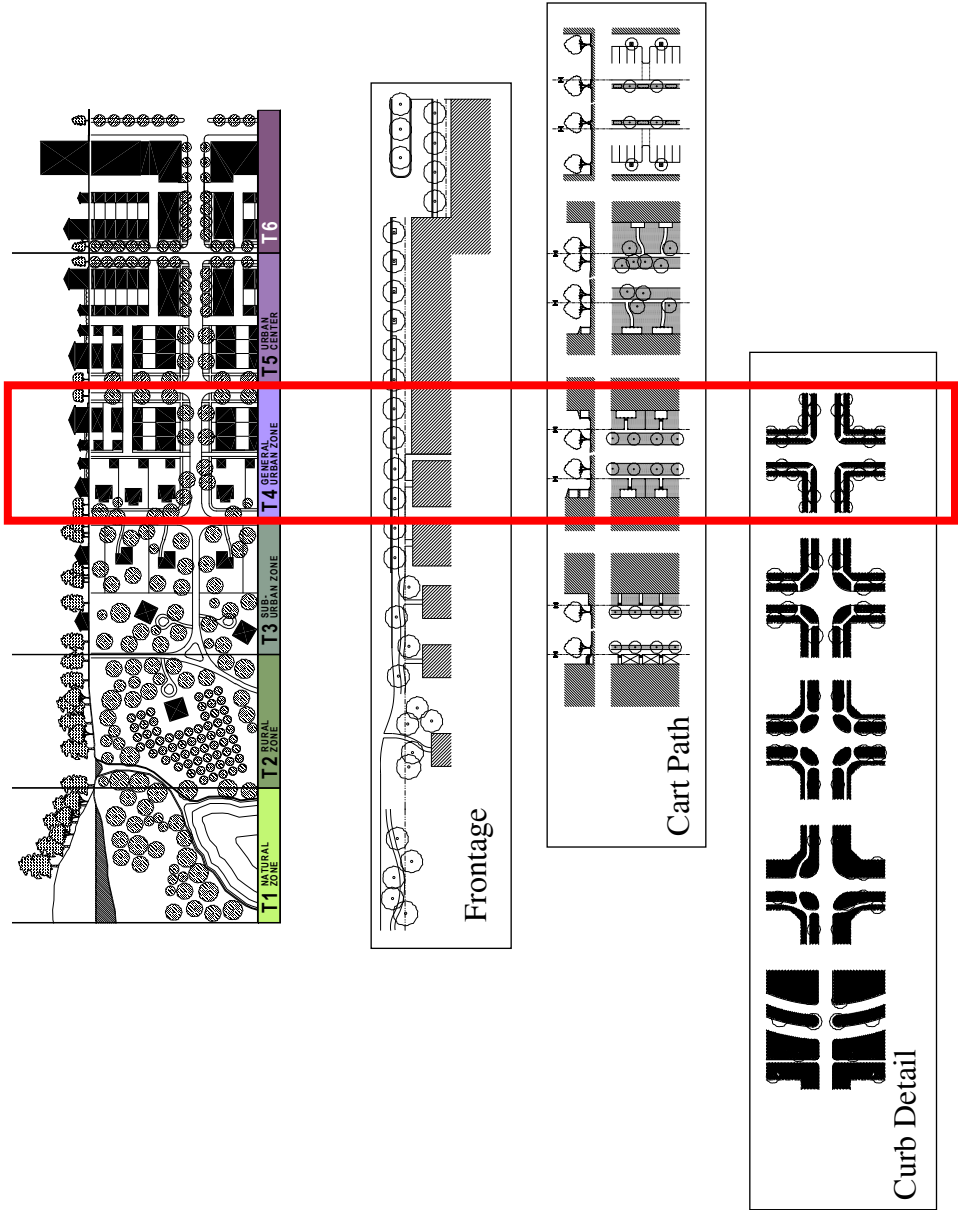 T1 NATURAL
ZONE
T2 RURAL
ZONE
T3 SUB-
URBAN ZONE
T4 GENERAL
URBAN ZONE
T5 URBAN
CENTER
T6
Frontage
Cart Path
Curb Detail